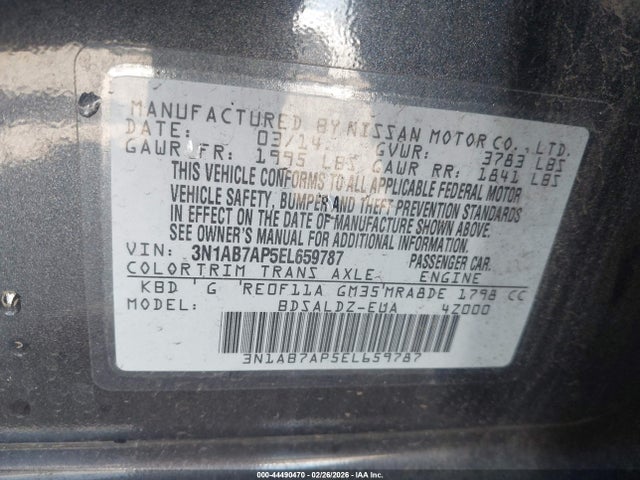 MANUFACTURED BY NISSAN MOTOR CO., LTD.
DATE: 03/14 GVWR: 3783 LBS
GAWR FR: 1995 LBS GAWR RR: 1841 LBS
THIS VEHICLE CONFORMS TO ALL APPLICABLE FEDERAL MOTOR
VEHICLE SAFETY, BUMPER AND THEFT PREVENTION STANDARDS
IN EFFECT ON THE DATE OF MANUFACTURE SHOWN ABOVE.
SEE OWNER'S MANUAL FOR ADDITIONAL INFORMATION.
VIN: 3N1AB7AP5EL659787 PASSENGER CAR.
COLOR TRIM TRANS AXLE ENGINE
KBD G RE0F11A GM35 MRA8DE 1798 CC
MODEL: BDSALDZ-EUA 4Z000
3N1AB7AP5EL659787
000-44490470 - 02/26/2026 - IAAI.COM